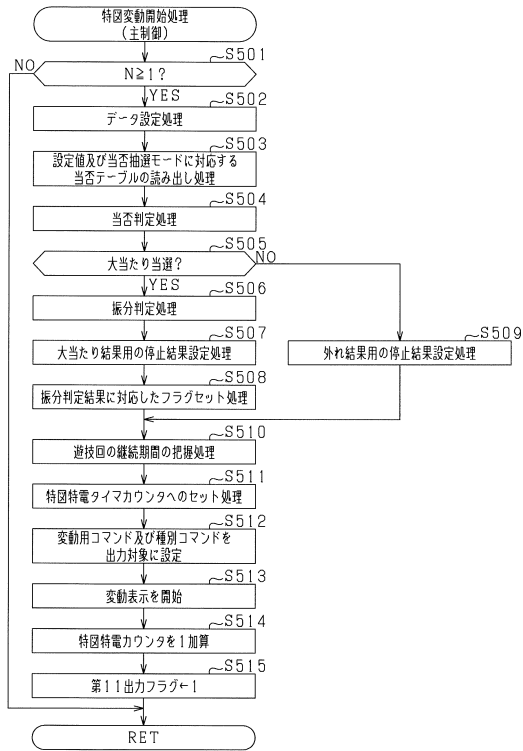 特図変動開始処理
(主制御)
S501
NO
N≧1?
YES
S502
データ設定処理
S503
設定値及び当否抽選モードに対応する
当否テーブルの読み出し処理
S504
当否判定処理
S505
大当たり当選?
NO
YES
S506
振分判定処理
S507
大当たり結果用の停止結果設定処理
S509
外れ結果用の停止結果設定処理
S508
振分判定結果に対応したフラグセット処理
S510
遊技回の継続期間の把握処理
S511
特図特電タイマカウンタへのセット処理
S512
変動用コマンド及び種別コマンドを
出力対象に設定
S513
変動表示を開始
S514
特図特電カウンタを1加算
S515
第11出力フラグ←1
RET